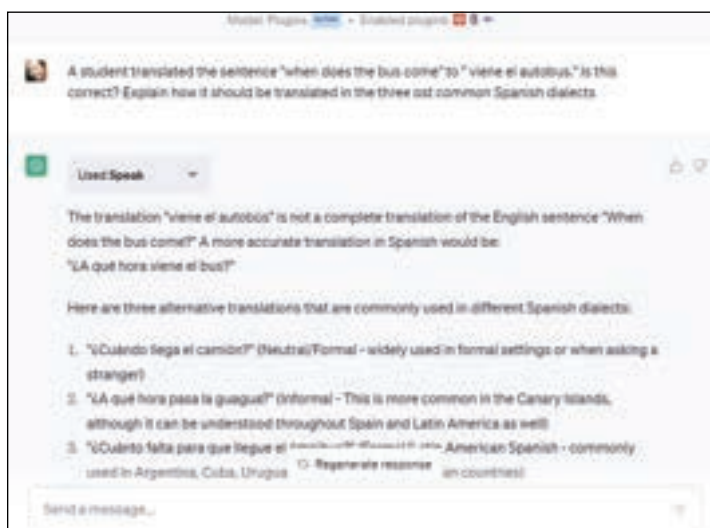 Model: Plugins • Enabled plugins
A student translated the sentence "when does the bus come" to " viene el autobus." Is this
correct? Explain how it should be translated in the three ost common Spanish dialects
Used Speak
The translation "viene el autobús" is not a complete translation of the English sentence "When
does the bus come?" A more accurate translation in Spanish would be:
"¿A qué hora viene el bus?"
Here are three alternative translations that are commonly used in different Spanish dialects:
1. "¿Cuándo llega el camión?" (Neutral/Formal - widely used in formal settings or when asking a
stranger)
2. "¿A qué hora pasa la guagua?" (Informal - This is more common in the Canary Islands,
although it can be understood throughout Spain and Latin America as well)
3. "¿Cuánto falta para que llegue el American Spanish - commonly
used in Argentina, Cuba, Urugua Regenerate response an countries)
Send a message...